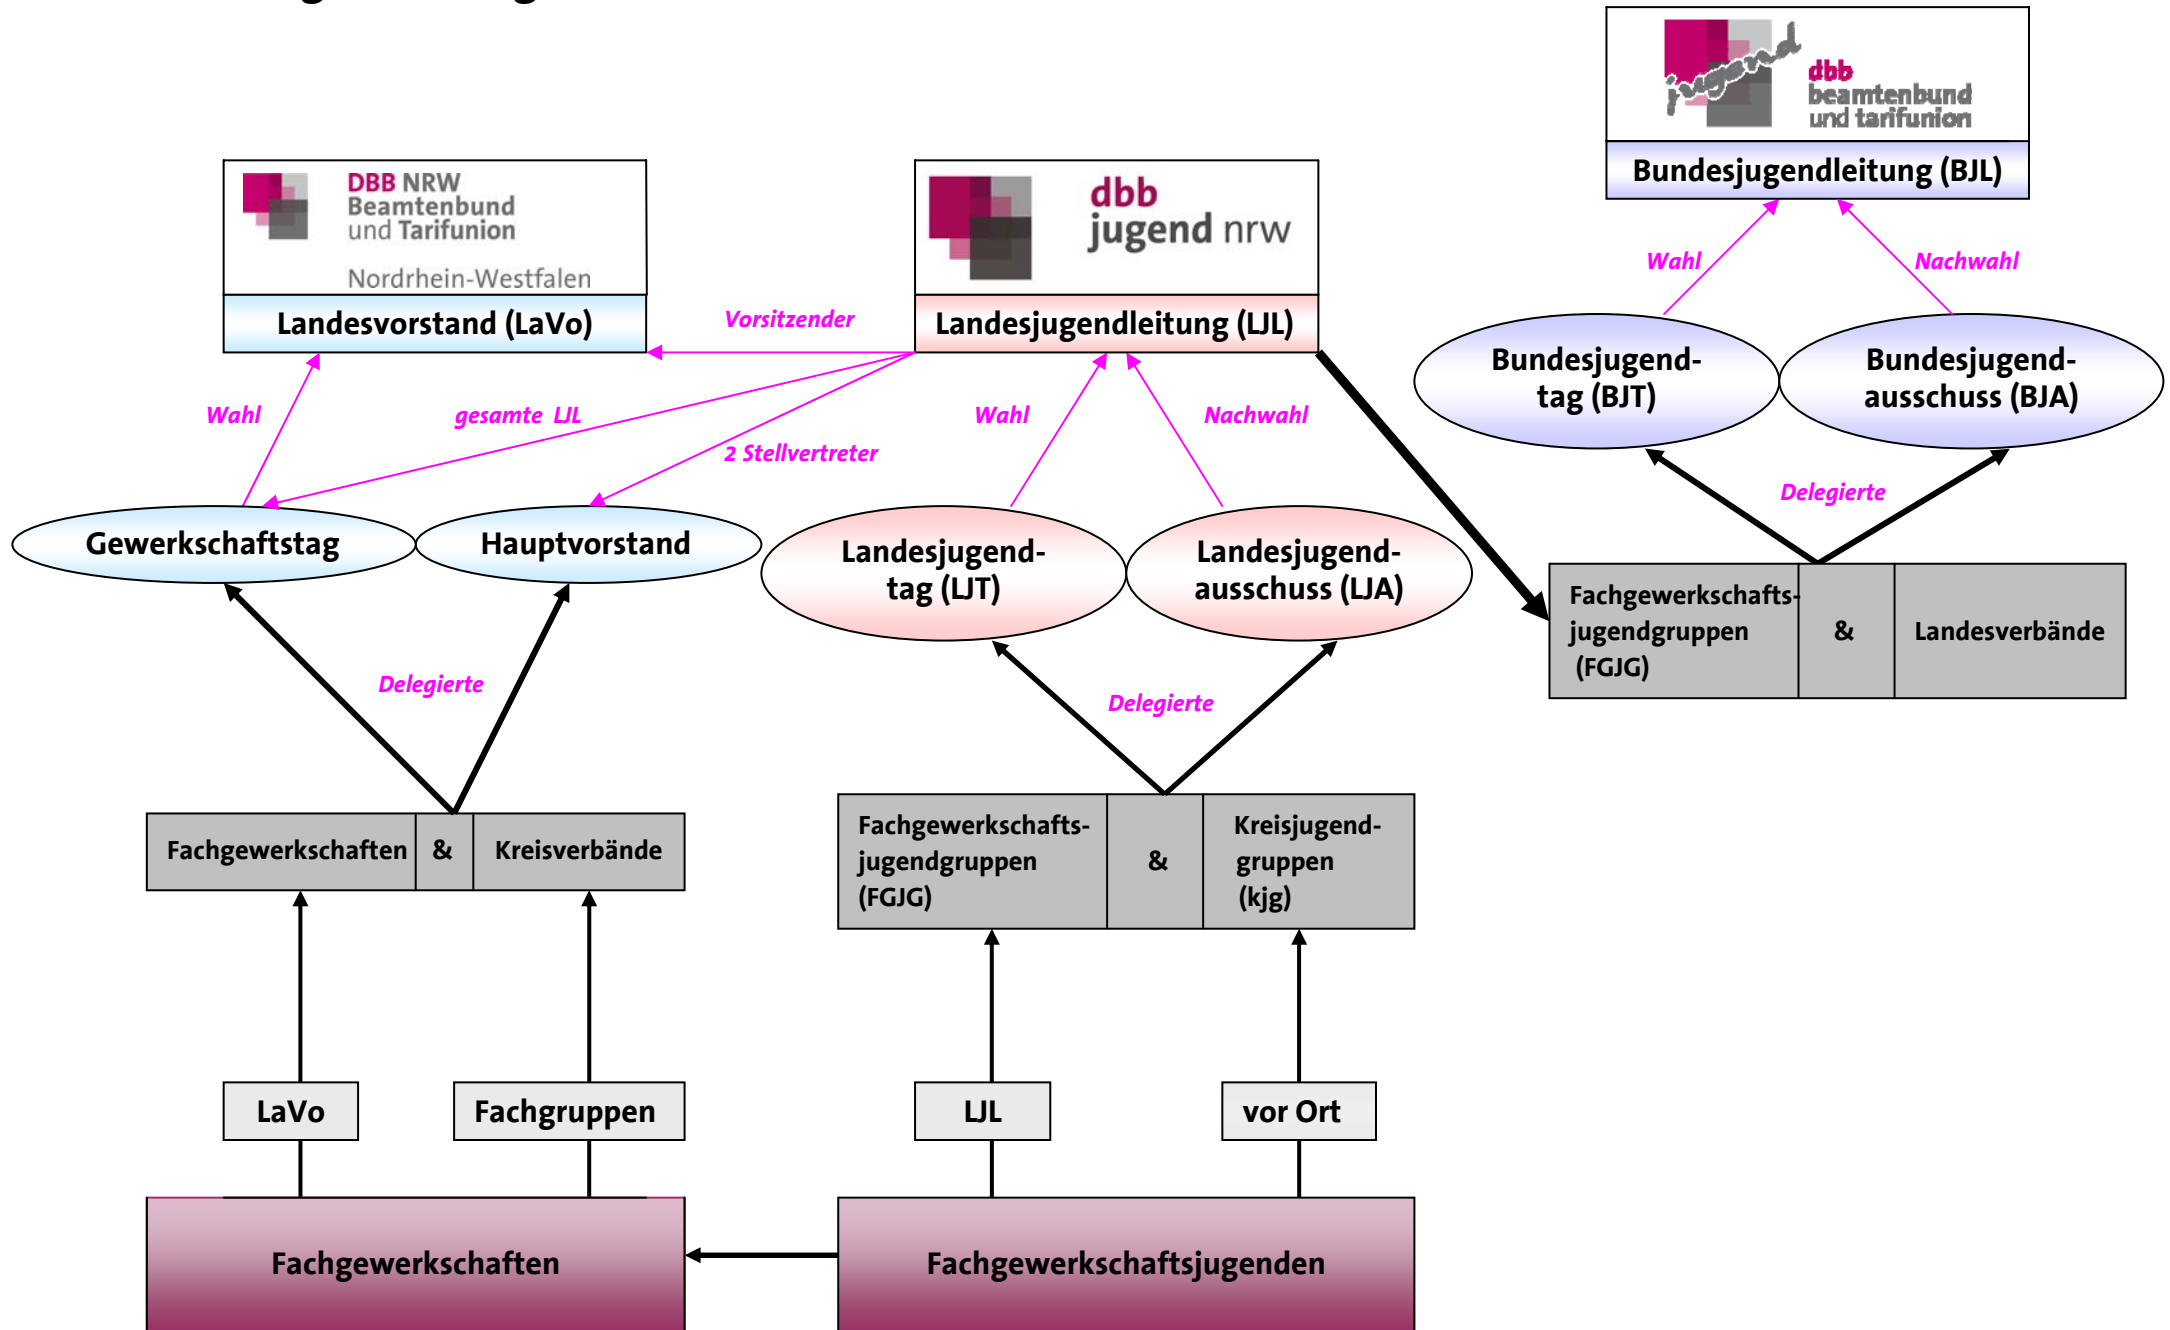 jugend
dbb
beamtenbund
und tarifunion
Bundesjugendleitung (BJL)
DBB NRW
Beamtenbund
und Tarifunion
Nordrhein-Westfalen
Landesvorstand (LaVo)
dbb
jugend nrw
Landesjugendleitung (LJL)
Vorsitzender
Wahl
Nachwahl
Bundesjugend-
tag (BJT)
Bundesjugend-
ausschuss (BJA)
Wahl
gesamte LJL
2 Stellvertreter
Wahl
Nachwahl
Delegierte
Gewerkschaftstag
Hauptvorstand
Landesjugend-
tag (LJT)
Landesjugend-
ausschuss (LJA)
Fachgewerkschafts-
jugendgruppen
(FGJG)
&
Landesverbände
Delegierte
Delegierte
Fachgewerkschaften
&
Kreisverbände
Fachgewerkschafts-
jugendgruppen
(FGJG)
&
Kreisjugend-
gruppen
(kjg)
LaVo
Fachgruppen
LJL
vor Ort
Fachgewerkschaften
Fachgewerkschaftsjugenden